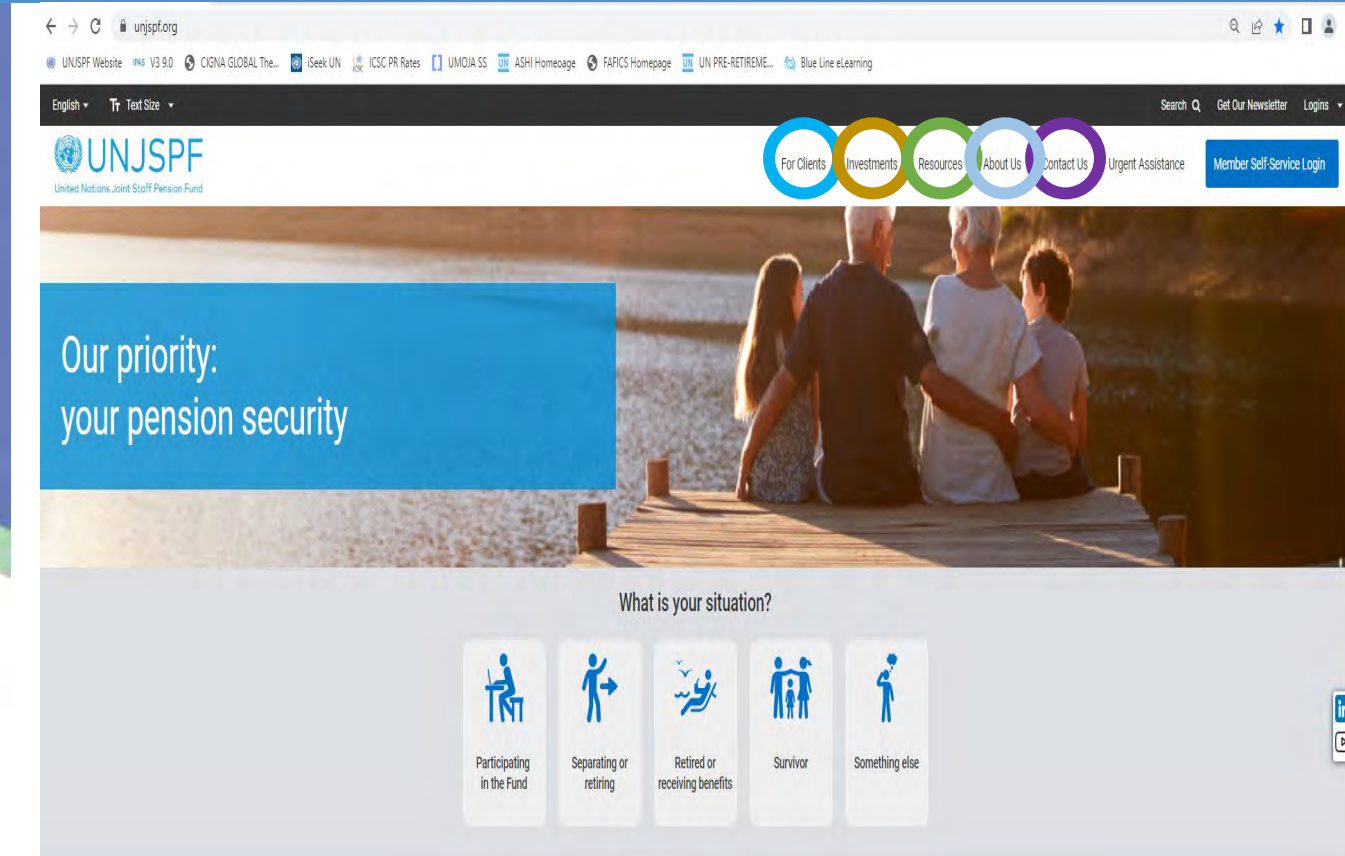 unjspf.org
UNJSPF Website IPAS V3 9.0 CIGNA GLOBAL The... iSeek UN ICSC PR Rates UMOJA SS UN ASHI Homeoage FAFICS Homepage UN UN PRE-RETIREME... Blue Line eLearning
English Text Size Search Get Our Newsletter Logins
UNJSPF
United Nations Joint Staff Pension Fund
For Clients Investments Resources About Us Contact Us Urgent Assistance Member Self-Service Login
Our priority:
your pension security
What is your situation?
Participating
in the Fund
Separating or
retiring
Retired or
receiving benefits
Survivor
Something else
in